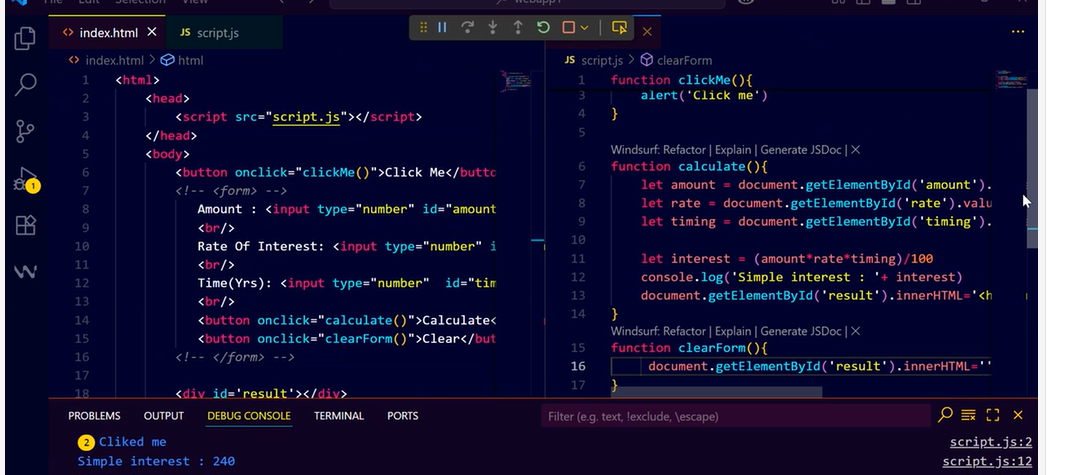 index.html
script.js
index.html > html
1 <html>
2 <head>
3 <script src="script.js"></script>
4 </head>
5 <body>
6 <button onclick="clickMe()">Click Me</butto
7 <!-- <form> -->
8 Amount : <input type="number" id="amount
9 <br/>
10 Rate Of Interest: <input type="number" i
11 <br/>
12 Time(Yrs): <input type="number"  id="tim
13 <br/>
14 <button onclick="calculate()">Calculate<
15 <button onclick="clearForm()">Clear</but
16 <!-- </form> -->
17
18 <div id='result'></div>
JS script.js > clearForm
1 function clickMe(){
3 alert('Click me')
4 }
5
Windsurf: Refactor | Explain | Generate JSDoc | X
6 function calculate(){
7 let amount = document.getElementById('amount').
8 let rate = document.getElementById('rate').valu
9 let timing = document.getElementById('timing').
10
11 let interest = (amount*rate*timing)/100
12 console.log('Simple interest : '+ interest)
13 document.getElementById('result').innerHTML='<h
14 }
Windsurf: Refactor | Explain | Generate JSDoc | X
15 function clearForm(){
16 document.getElementById('result').innerHTML=''
17 }
PROBLEMS OUTPUT DEBUG CONSOLE TERMINAL PORTS
Filter (e.g. text, !exclude, \escape)
2 Cliked me script.js:2
Simple interest : 240 script.js:12